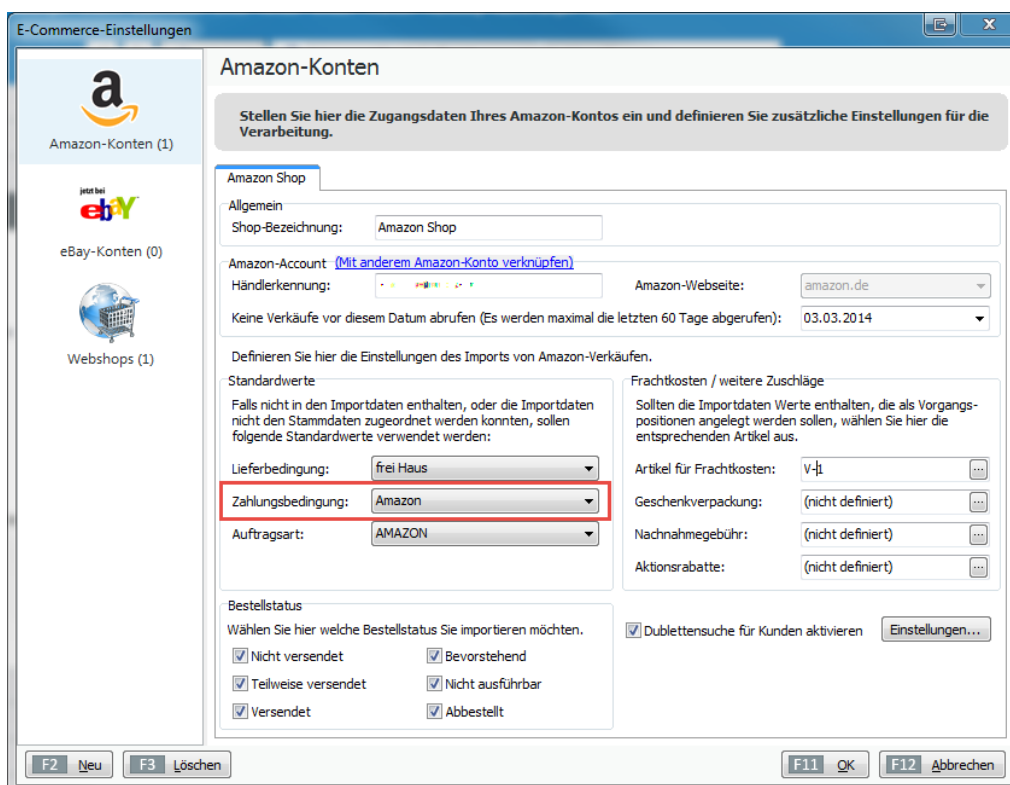 E-Commerce-Einstellungen
a
Amazon-Konten (1)
jetzt bei
ebay
eBay-Konten (0)
Webshops (1)
Amazon-Konten
Stellen Sie hier die Zugangsdaten Ihres Amazon-Kontos ein und definieren Sie zusätzliche Einstellungen für die
Verarbeitung.
Amazon Shop
Allgemein
Shop-Bezeichnung: Amazon Shop
Amazon-Account (Mit anderem Amazon-Konto verknüpfen)
Händlerkennung: Amazon-Webseite: amazon.de
Keine Verkäufe vor diesem Datum abrufen (Es werden maximal die letzten 60 Tage abgerufen): 03.03.2014
Definieren Sie hier die Einstellungen des Imports von Amazon-Verkäufen.
Standardwerte
Falls nicht in den Importdaten enthalten, oder die Importdaten
nicht den Stammdaten zugeordnet werden konnten, sollen
folgende Standardwerte verwendet werden:
Lieferbedingung: frei Haus
Zahlungsbedingung: Amazon
Auftragsart: AMAZON
Frachtkosten / weitere Zuschläge
Sollten die Importdaten Werte enthalten, die als Vorgangs-
positionen angelegt werden sollen, wählen Sie hier die
entsprechenden Artikel aus.
Artikel für Frachtkosten: V-1 ...
Geschenkverpackung: (nicht definiert) ...
Nachnahmegebühr: (nicht definiert) ...
Aktionsrabatte: (nicht definiert) ...
Bestellstatus
Wählen Sie hier welche Bestellstatus Sie importieren möchten.
Nicht versendet Bevorstehend
Teilweise versendet Nicht ausführbar
Versendet Abbestellt
Dublettensuche für Kunden aktivieren Einstellungen...
F2 Neu F3 Löschen F11 OK F12 Abbrechen